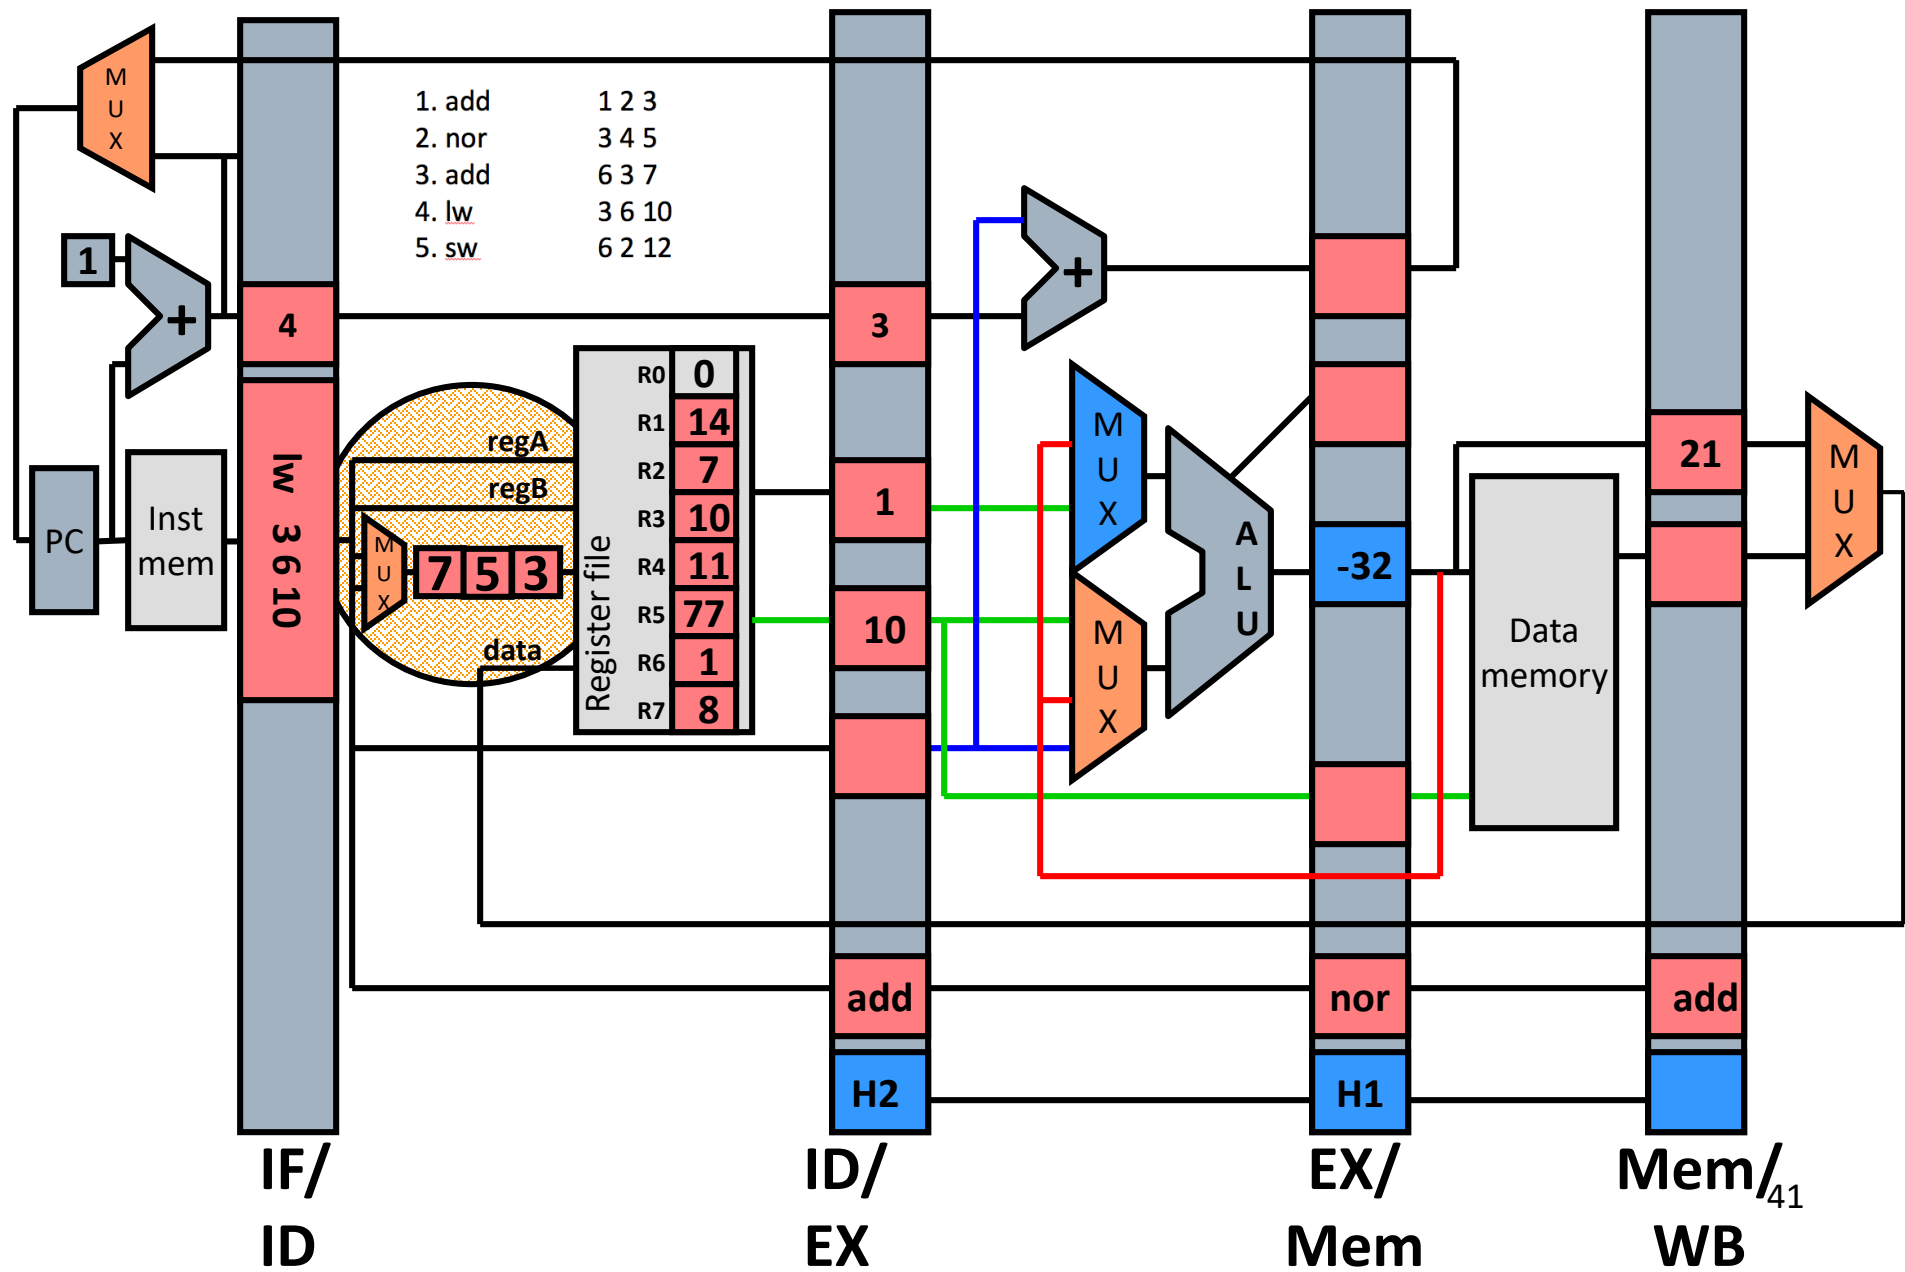 M
U
X
1. add 1 2 3
2. nor 3 4 5
3. add 6 3 7
4. lw 3 6 10
5. sw 6 2 12
1
+
+
4
3
PC
Inst
mem
lw 3 6 10
regA
regB
M
U
X
7 5 3
data
Register file
R0 0
R1 14
R2 7
R3 10
R4 11
R5 77
R6 1
R7 8
1
10
M
U
X
M
U
X
A
L
U
-32
Data
memory
21
M
U
X
add
nor
add
H2
H1
IF/
ID
ID/
EX
EX/
Mem
Mem/
WB
41